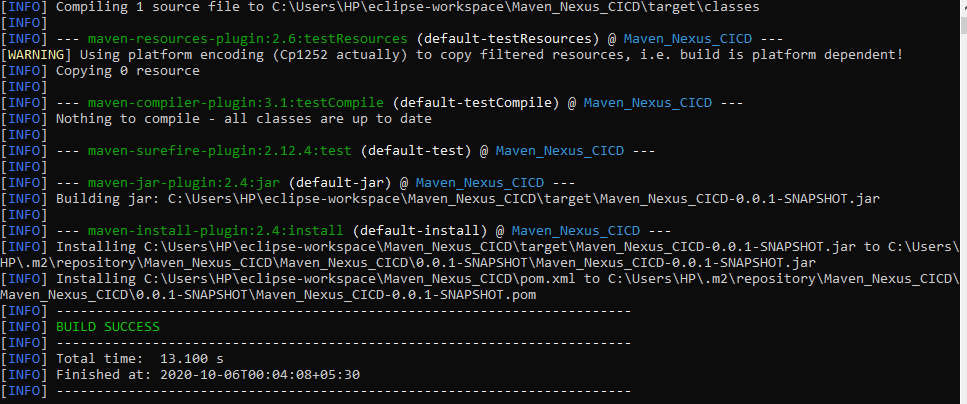 [INFO] Compiling 1 source file to C:\Users\HP\eclipse-workspace\Maven_Nexus_CICD\target\classes
[INFO]
[INFO] --- maven-resources-plugin:2.6:testResources (default-testResources) @ Maven_Nexus_CICD ---
[WARNING] Using platform encoding (Cp1252 actually) to copy filtered resources, i.e. build is platform dependent!
[INFO] Copying 0 resource
[INFO]
[INFO] --- maven-compiler-plugin:3.1:testCompile (default-testCompile) @ Maven_Nexus_CICD ---
[INFO] Nothing to compile - all classes are up to date
[INFO]
[INFO] --- maven-surefire-plugin:2.12.4:test (default-test) @ Maven_Nexus_CICD ---
[INFO]
[INFO] --- maven-jar-plugin:2.4:jar (default-jar) @ Maven_Nexus_CICD ---
[INFO] Building jar: C:\Users\HP\eclipse-workspace\Maven_Nexus_CICD\target\Maven_Nexus_CICD-0.0.1-SNAPSHOT.jar
[INFO]
[INFO] --- maven-install-plugin:2.4:install (default-install) @ Maven_Nexus_CICD ---
[INFO] Installing C:\Users\HP\eclipse-workspace\Maven_Nexus_CICD\target\Maven_Nexus_CICD-0.0.1-SNAPSHOT.jar to C:\Users\
HP\.m2\repository\Maven_Nexus_CICD\Maven_Nexus_CICD\0.0.1-SNAPSHOT\Maven_Nexus_CICD-0.0.1-SNAPSHOT.jar
[INFO] Installing C:\Users\HP\eclipse-workspace\Maven_Nexus_CICD\pom.xml to C:\Users\HP\.m2\repository\Maven_Nexus_CICD\
Maven_Nexus_CICD\0.0.1-SNAPSHOT\Maven_Nexus_CICD-0.0.1-SNAPSHOT.pom
[INFO] ------------------------------------------------------------------------
[INFO] BUILD SUCCESS
[INFO] ------------------------------------------------------------------------
[INFO] Total time:  13.100 s
[INFO] Finished at: 2020-10-06T00:04:08+05:30
[INFO] ------------------------------------------------------------------------